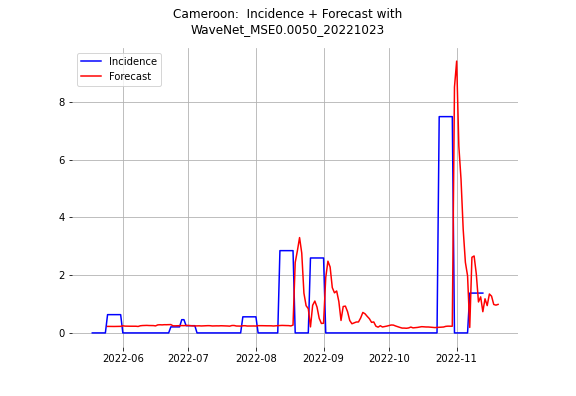 Cameroon:  Incidence + Forecast with
WaveNet_MSE0.0050_20221023
Incidence
Forecast
8
6
4
2
0
2022-06
2022-07
2022-08
2022-09
2022-10
2022-11